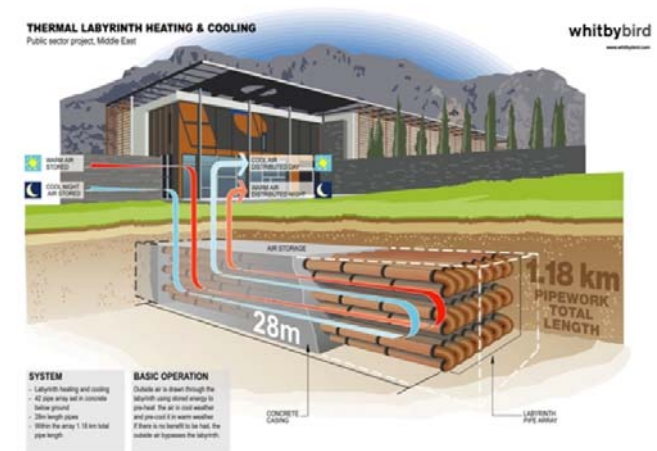 THERMAL LABYRINTH HEATING & COOLING
Public sector project, Middle East
whitbybird
www.whitbybird.com
WARM AIR
STORED
COOL NIGHT
AIR STORED
COOL AIR
DISTRIBUTED DAY
WARM AIR
DISTRIBUTED NIGHT
AIR STORAGE
1.18 km
PIPEWORK
TOTAL
LENGTH
28m
SYSTEM
- Labyrinth heating and cooling
- 42 pipe array set in concrete
below ground
- 28m length pipes
- Within the array 1.18 km total
pipe length
BASIC OPERATION
Outside air is drawn through the
labyrinth using stored energy to
pre-heat the air in cool weather
and pre-cool it in warm weather.
If there is no benefit to be had, the
outside air bypasses the labyrinth.
CONCRETE
CASING
LABYRINTH
PIPE ARRAY